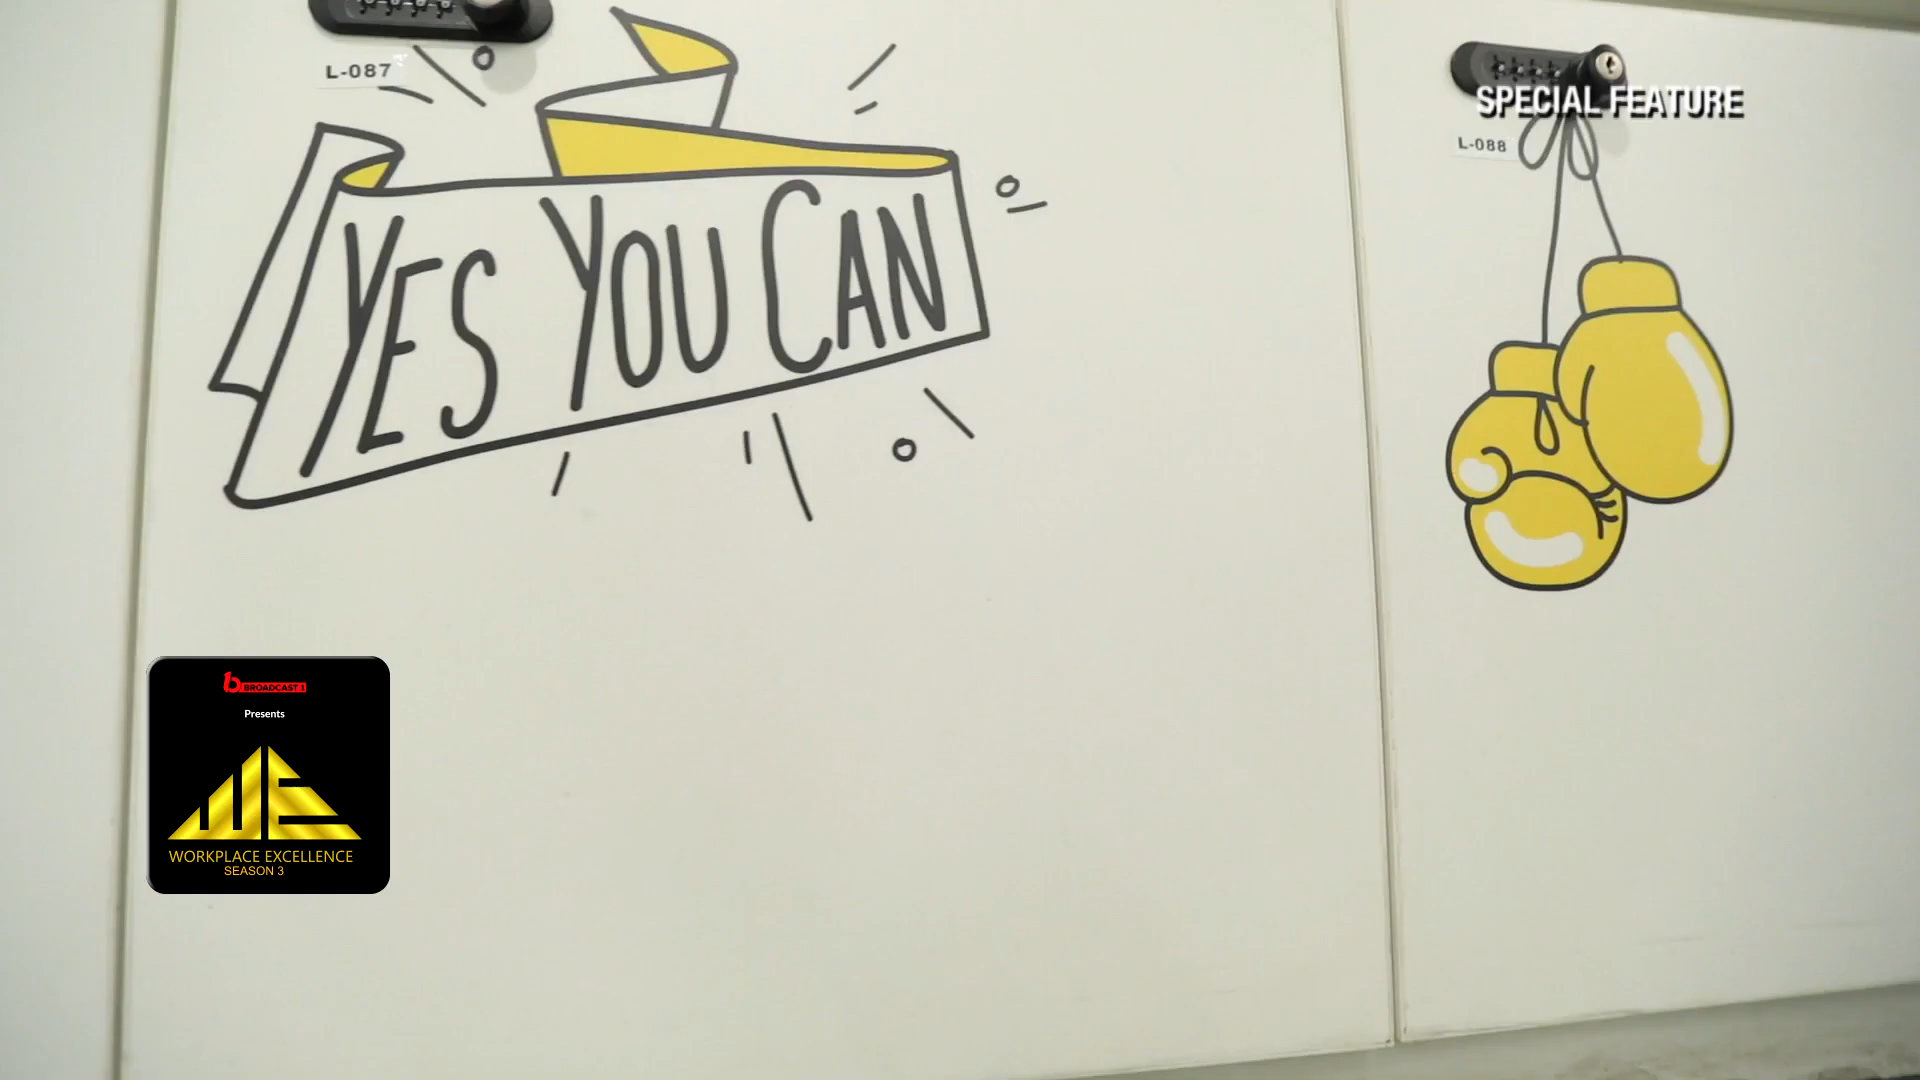 L-087
SPECIAL FEATURE
L-088
YES YOU CAN
BROADCAST 1
Presents
WORKPLACE EXCELLENCE
SEASON 3